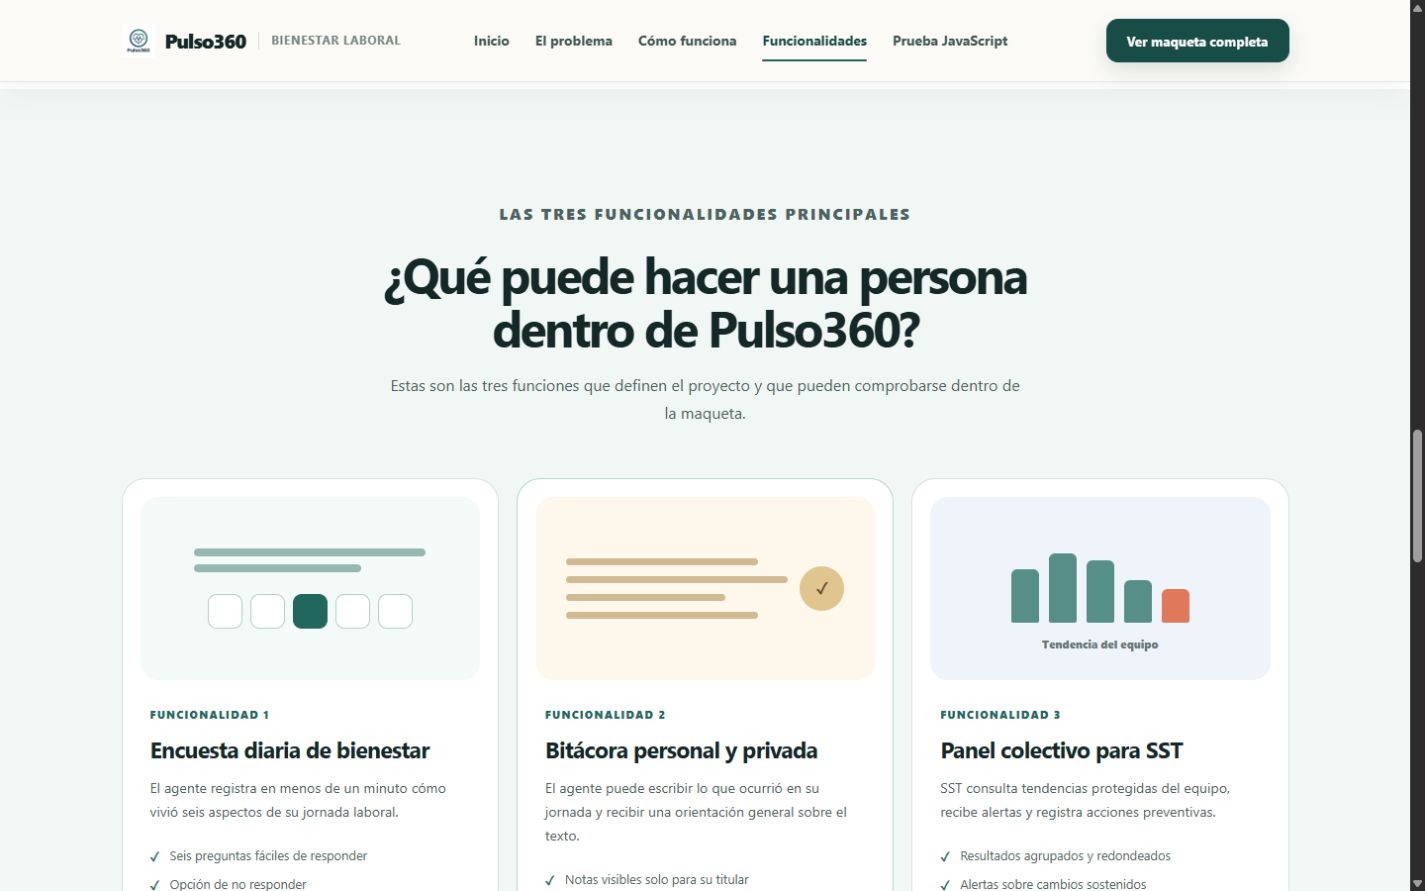 Pulso360
Pulso360 BIENESTAR LABORAL Inicio El problema Cómo funciona Funcionalidades Prueba JavaScript Ver maqueta completa
LAS TRES FUNCIONALIDADES PRINCIPALES
¿Qué puede hacer una persona
dentro de Pulso360?
Estas son las tres funciones que definen el proyecto y que pueden comprobarse dentro de
la maqueta.
FUNCIONALIDAD 1
Encuesta diaria de bienestar
El agente registra en menos de un minuto cómo
vivió seis aspectos de su jornada laboral.
✓ Seis preguntas fáciles de responder
✓ Opción de no responder
✓
FUNCIONALIDAD 2
Bitácora personal y privada
El agente puede escribir lo que ocurrió en su
jornada y recibir una orientación general sobre el
texto.
✓ Notas visibles solo para su titular
Tendencia del equipo
FUNCIONALIDAD 3
Panel colectivo para SST
SST consulta tendencias protegidas del equipo,
recibe alertas y registra acciones preventivas.
✓ Resultados agrupados y redondeados
✓ Alertas sobre cambios sostenidos